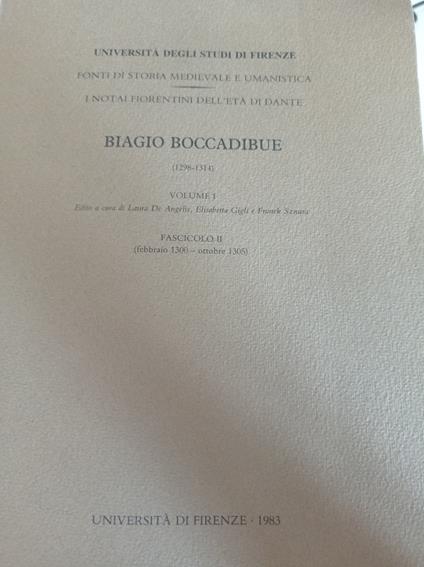 UNIVERSITÀ DEGLI STUDI DI FIRENZE
FONTI DI STORIA MEDIEVALE E UMANISTICA
I NOTAI FIORENTINI DELL'ETÀ DI DANTE
BIAGIO BOCCADIBUE
(1298-1314)
VOLUME I
Edito a cura di Laura De Angelis, Elisabetta Gigli e Franek Sznura
FASCICOLO II
(febbraio 1300 – ottobre 1305)
UNIVERSITÀ DI FIRENZE · 1983